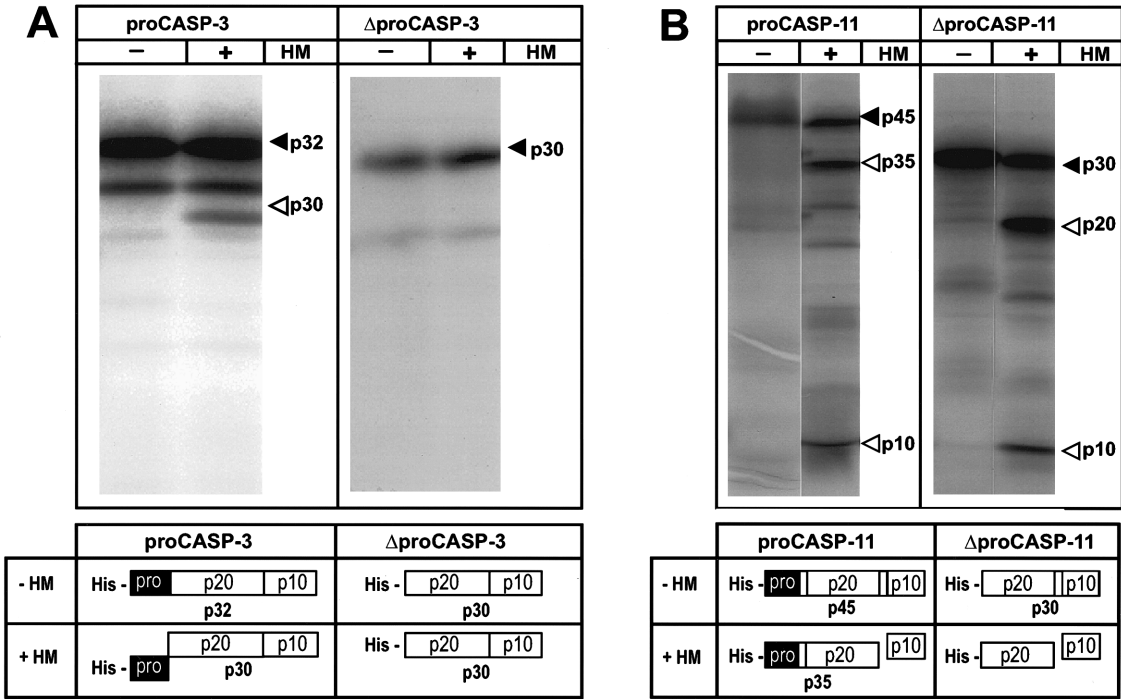 A
proCASP-3 ΔproCASP-3
− + HM − + HM
p32
p30
p30
B
proCASP-11 ΔproCASP-11
− + HM − + HM
p45
p35
p10
p30
p20
p10
proCASP-3 ΔproCASP-3
- HM His - pro p20 p10 His - p20 p10
p32 p30
+ HM p20 p10 His - p20 p10
His - pro p30 p30
proCASP-11 ΔproCASP-11
- HM His - pro p20 p10 His - p20 p10
p45 p30
+ HM His - pro p20 p10 His - p20 p10
p35